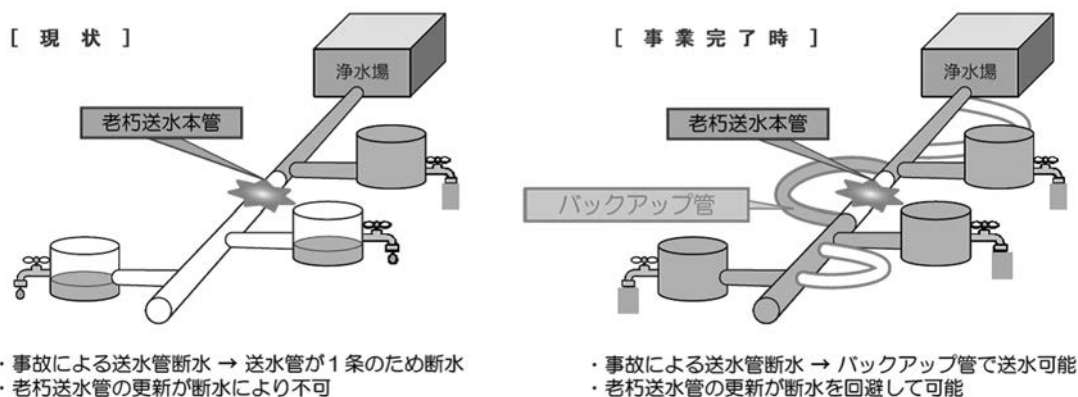 [ 現 状 ]
浄水場
老朽送水本管
・事故による送水管断水 → 送水管が１条のため断水
・老朽送水管の更新が断水により不可
[ 事 業 完 了 時 ]
浄水場
老朽送水本管
バックアップ管
・事故による送水管断水 → バックアップ管で送水可能
・老朽送水管の更新が断水を回避して可能